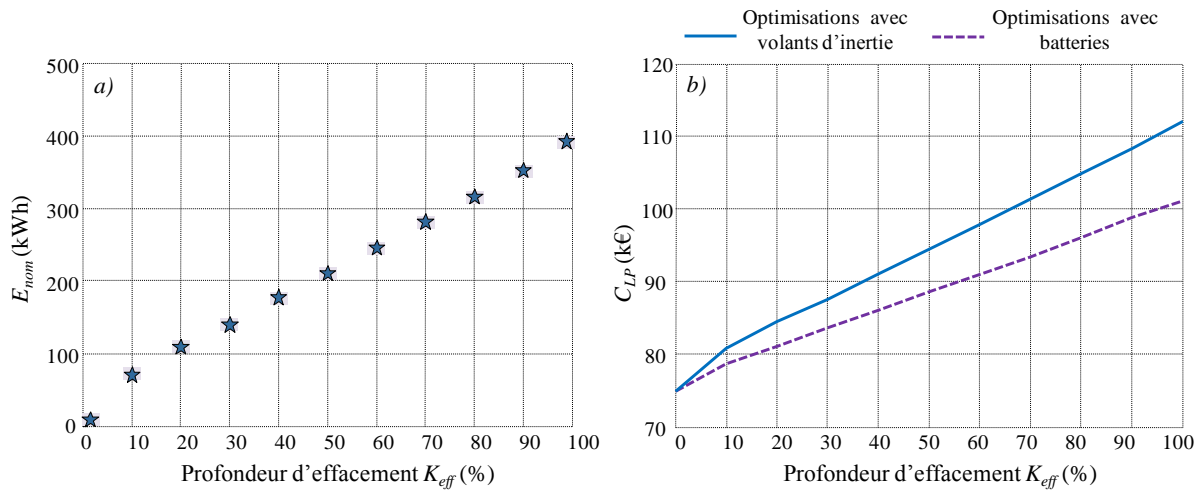 Optimisations avec
volants d'inertie
Optimisations avec
batteries
a)
500
400
300
200
100
0
E_nom (kWh)
0 10 20 30 40 50 60 70 80 90 100
Profondeur d'effacement K_eff (%)
b)
120
110
100
90
80
70
C_LP (k€)
0 10 20 30 40 50 60 70 80 90 100
Profondeur d'effacement K_eff (%)